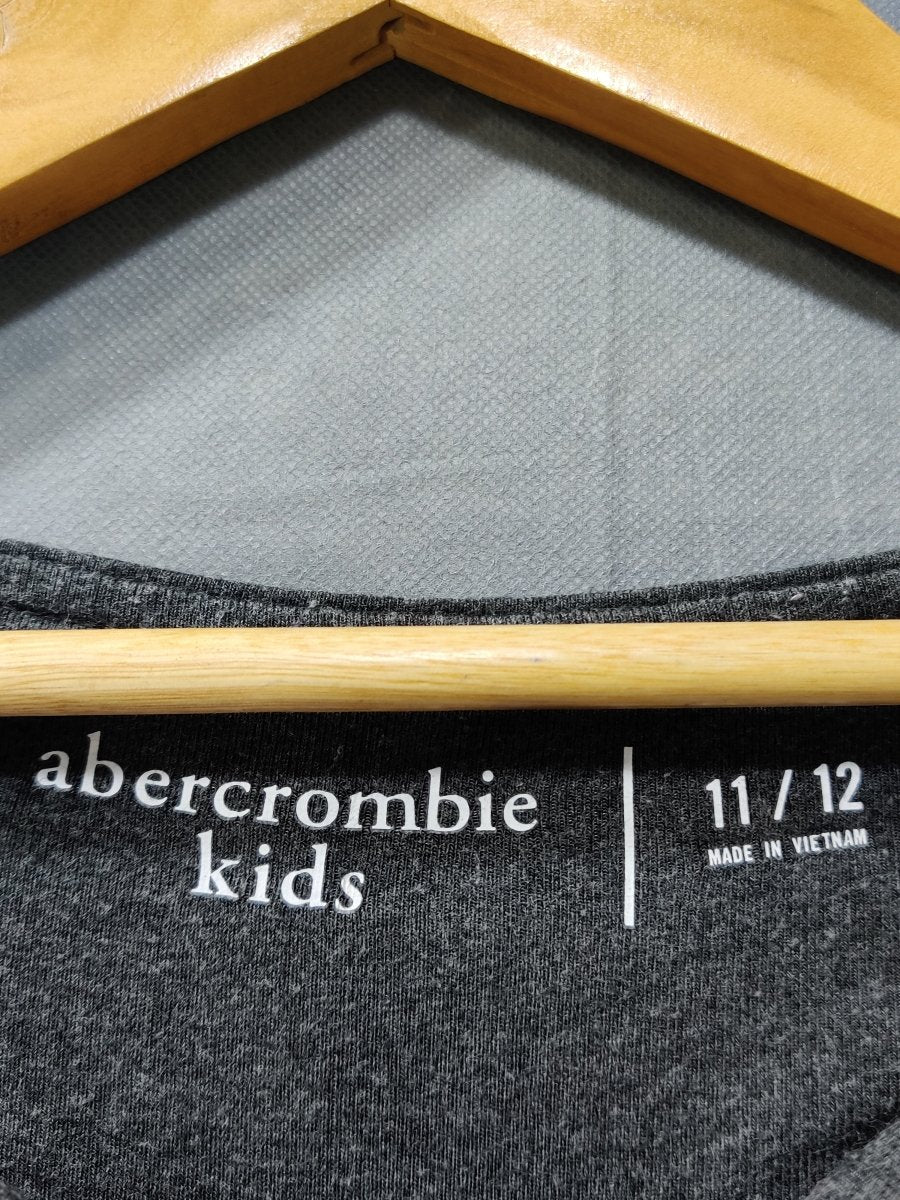 abercrombie
kids
11 / 12
MADE IN VIETNAM